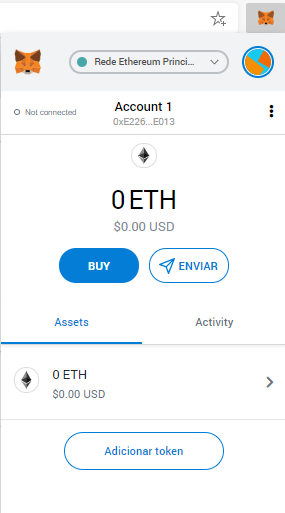 Rede Ethereum Princi...
Not connected
Account 1
0xE226...E013
0 ETH
$0.00 USD
BUY
ENVIAR
Assets
Activity
0 ETH
$0.00 USD
Adicionar token